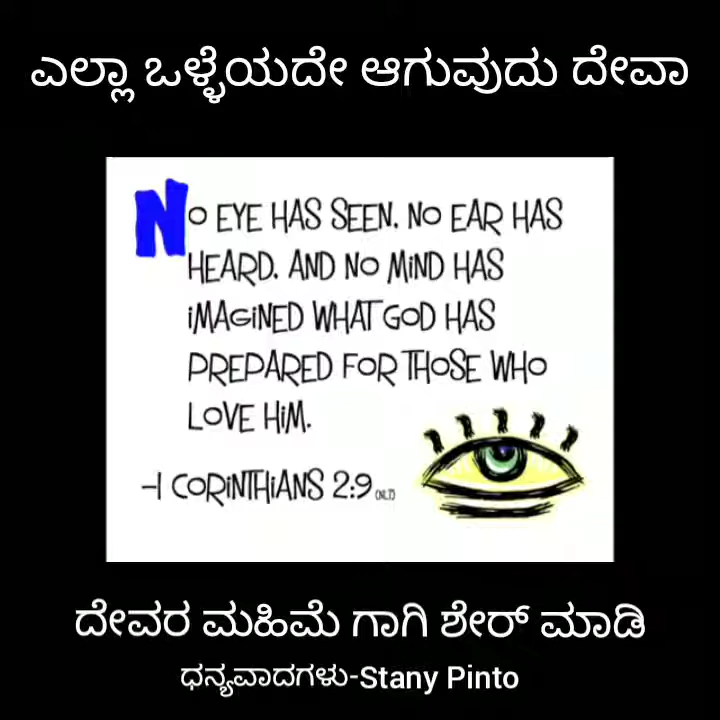 ಎಲ್ಲಾ ಒಳ್ಳೆಯದೇ ಆಗುವುದು ದೇವಾ
NO EYE HAS SEEN, NO EAR HAS
HEARD, AND NO MIND HAS
IMAGINED WHAT GOD HAS
PREPARED FOR THOSE WHO
LOVE HIM.
-1 CORINTHIANS 2:9 (NLT)
ದೇವರ ಮಹಿಮೆ ಗಾಗಿ ಶೇರ್ ಮಾಡಿ
ಧನ್ಯವಾದಗಳು-Stany Pinto